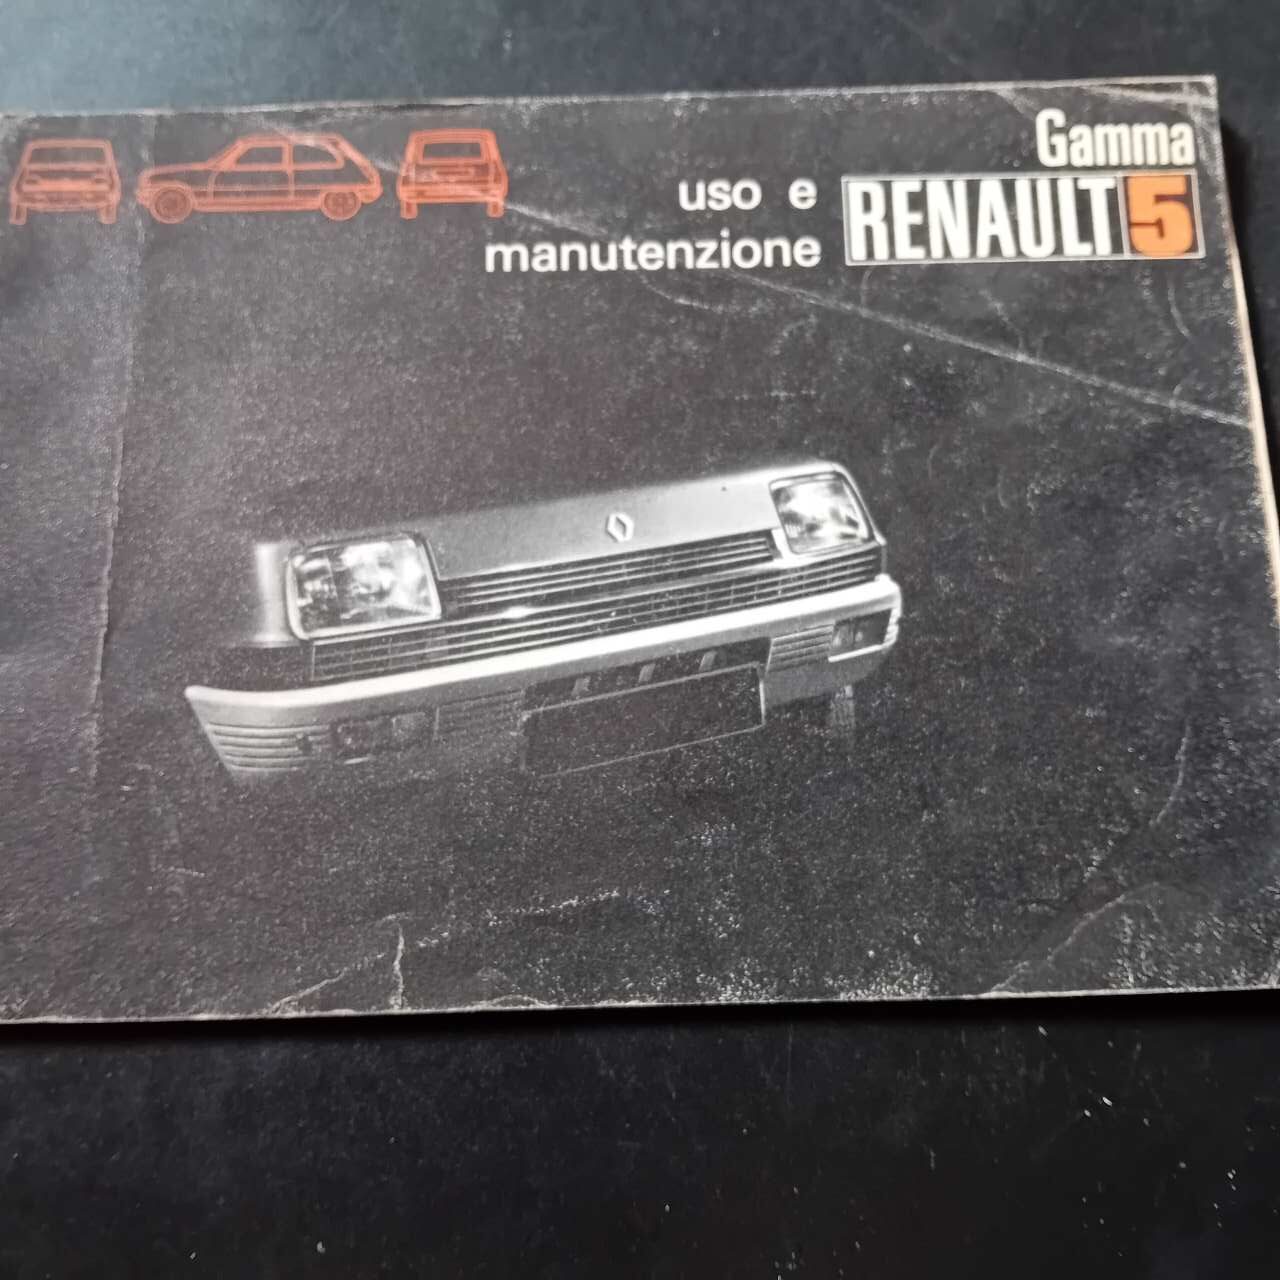 Gamma
uso e
manutenzione
RENAULT 5